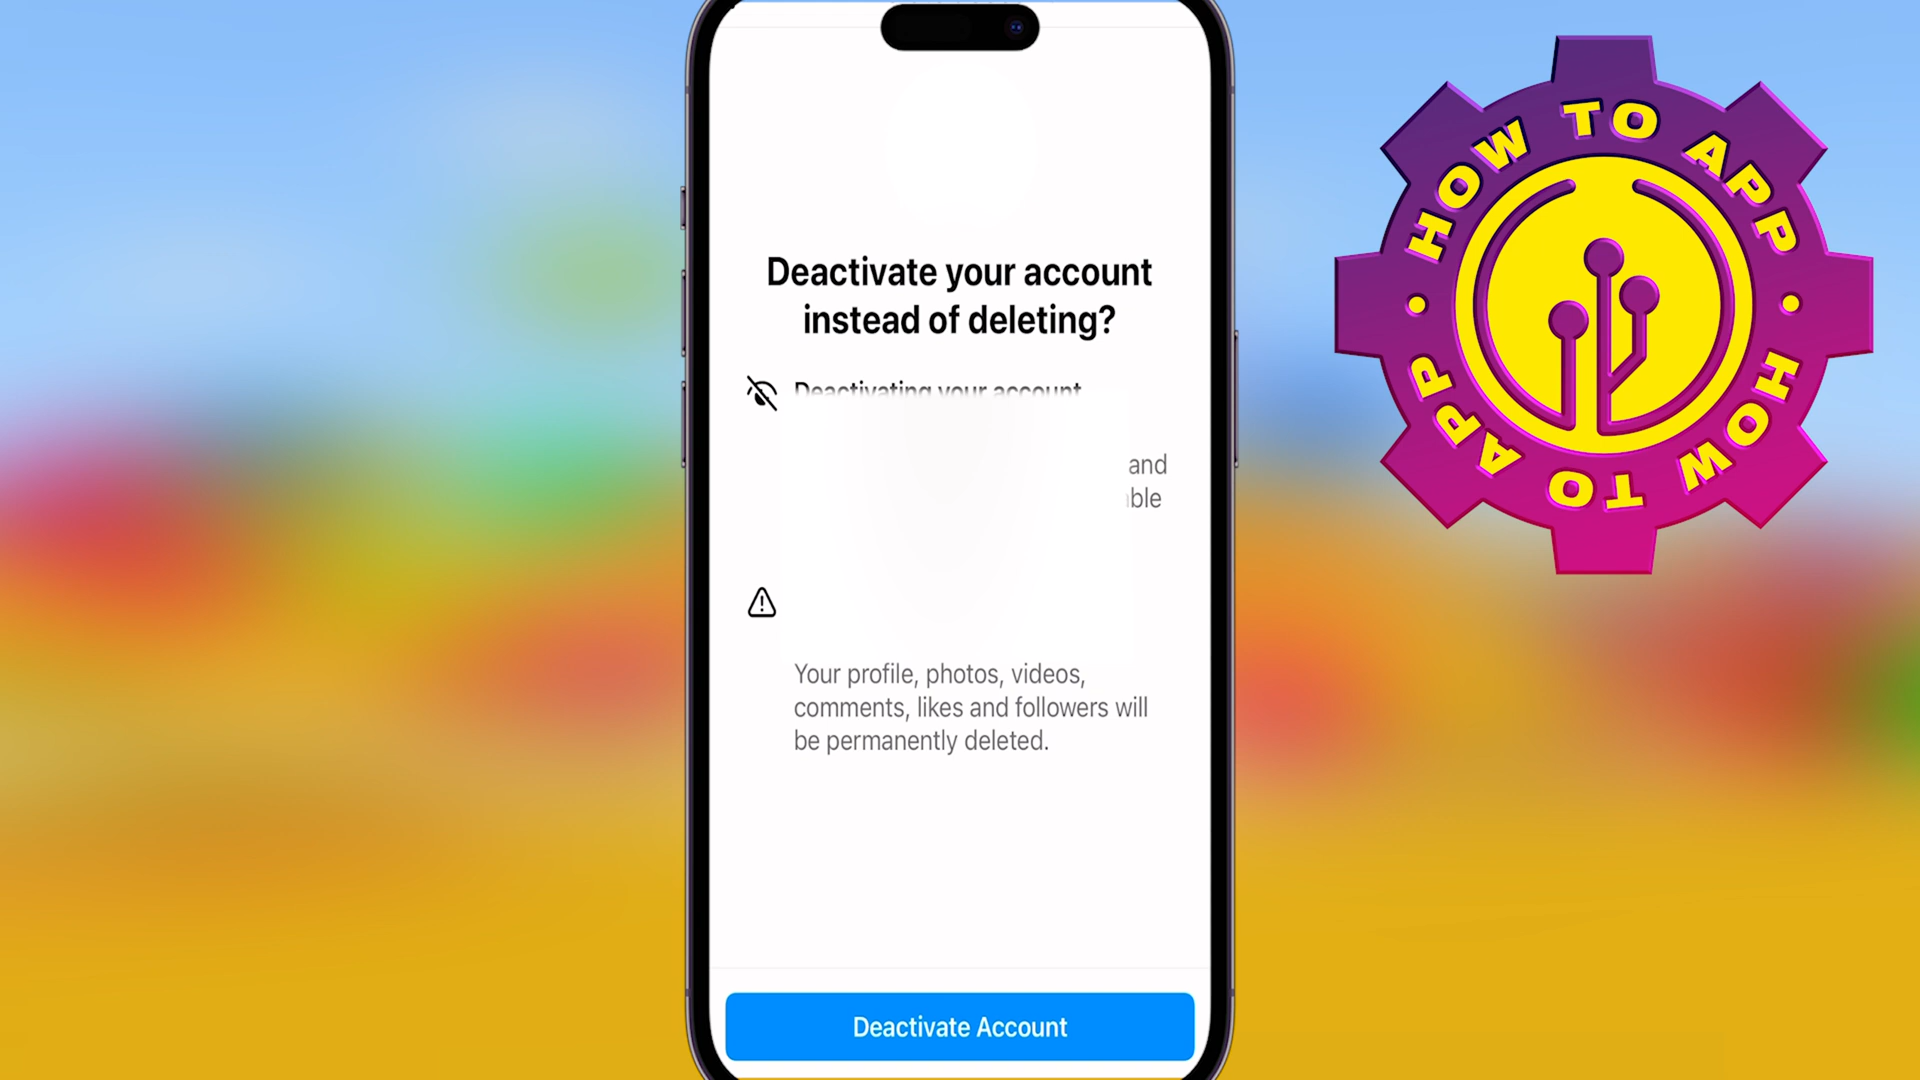 Deactivate your account
instead of deleting?
Deactivating your account
and
Your profile, photos, videos,
comments, likes and followers will
be permanently deleted.
Deactivate Account
HOW TO APP
HOW TO APP